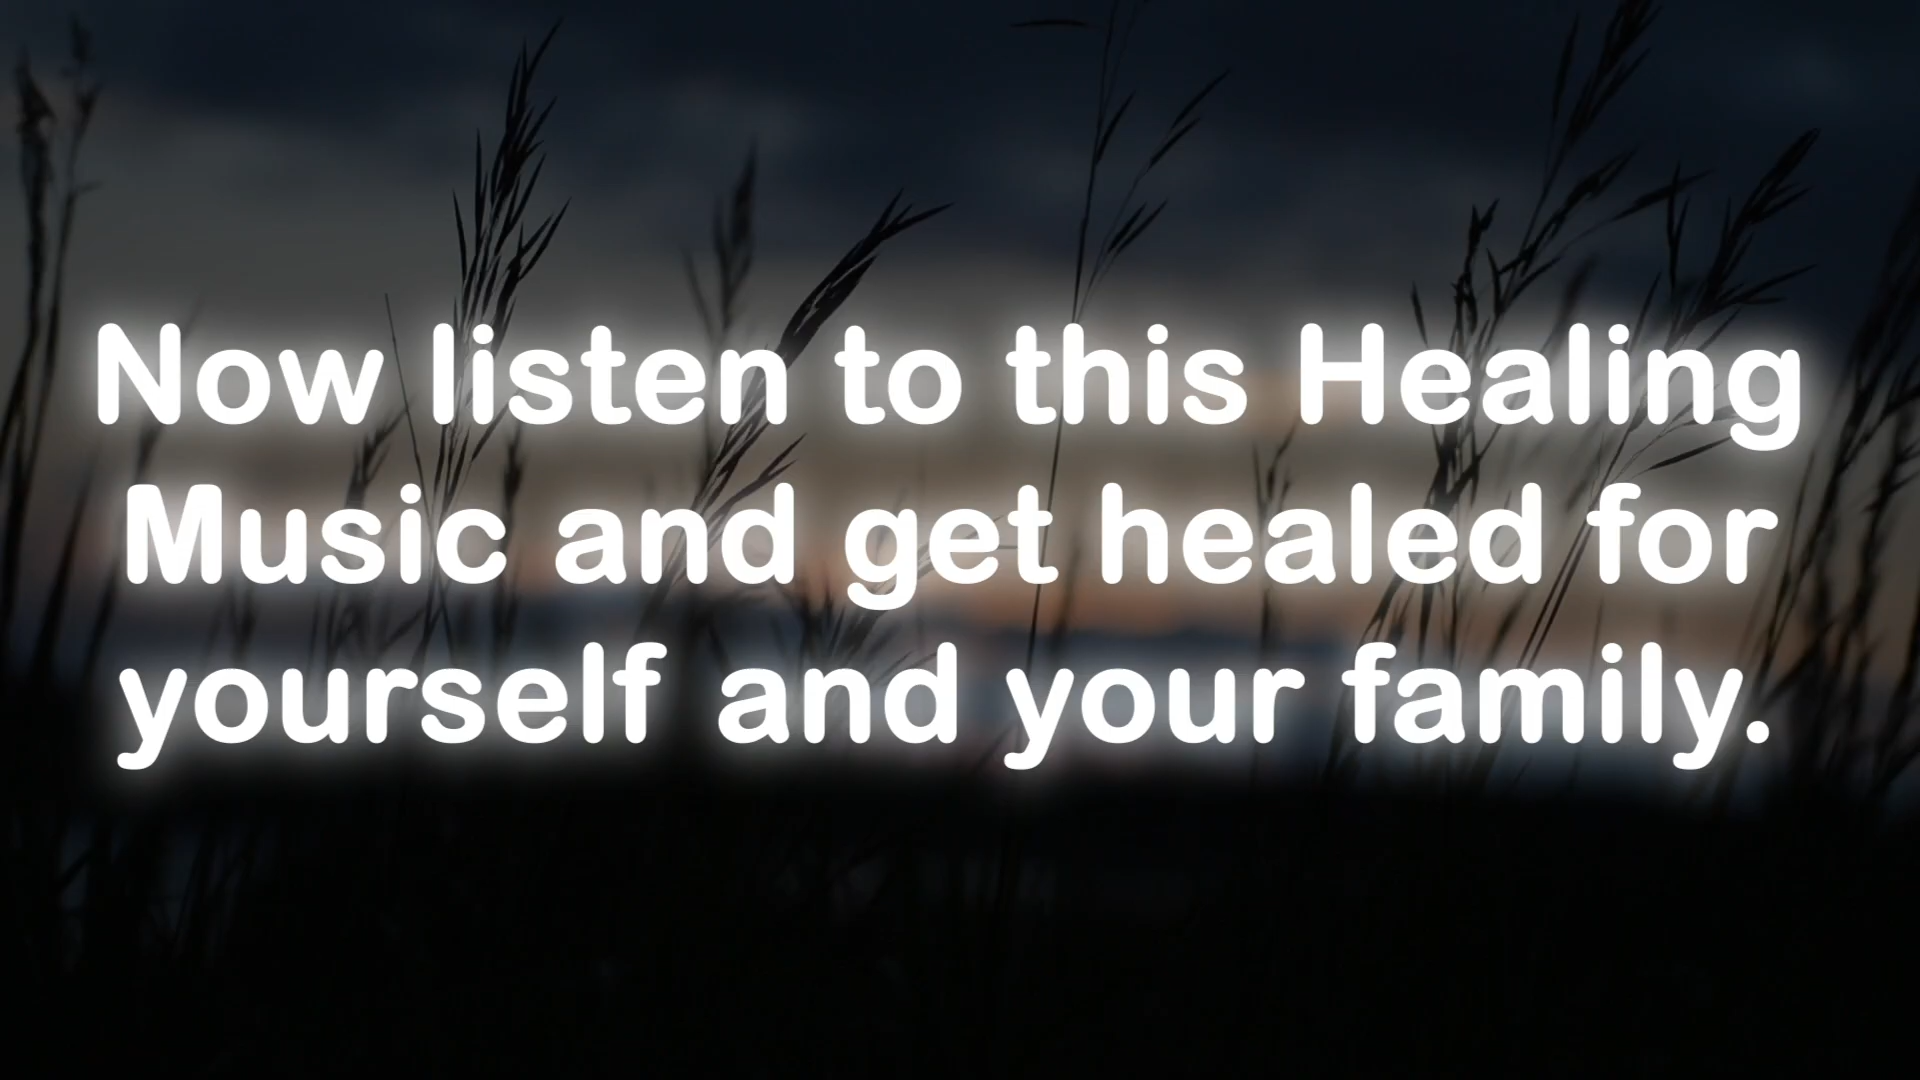 Now listen to this Healing
Music and get healed for
yourself and your family.